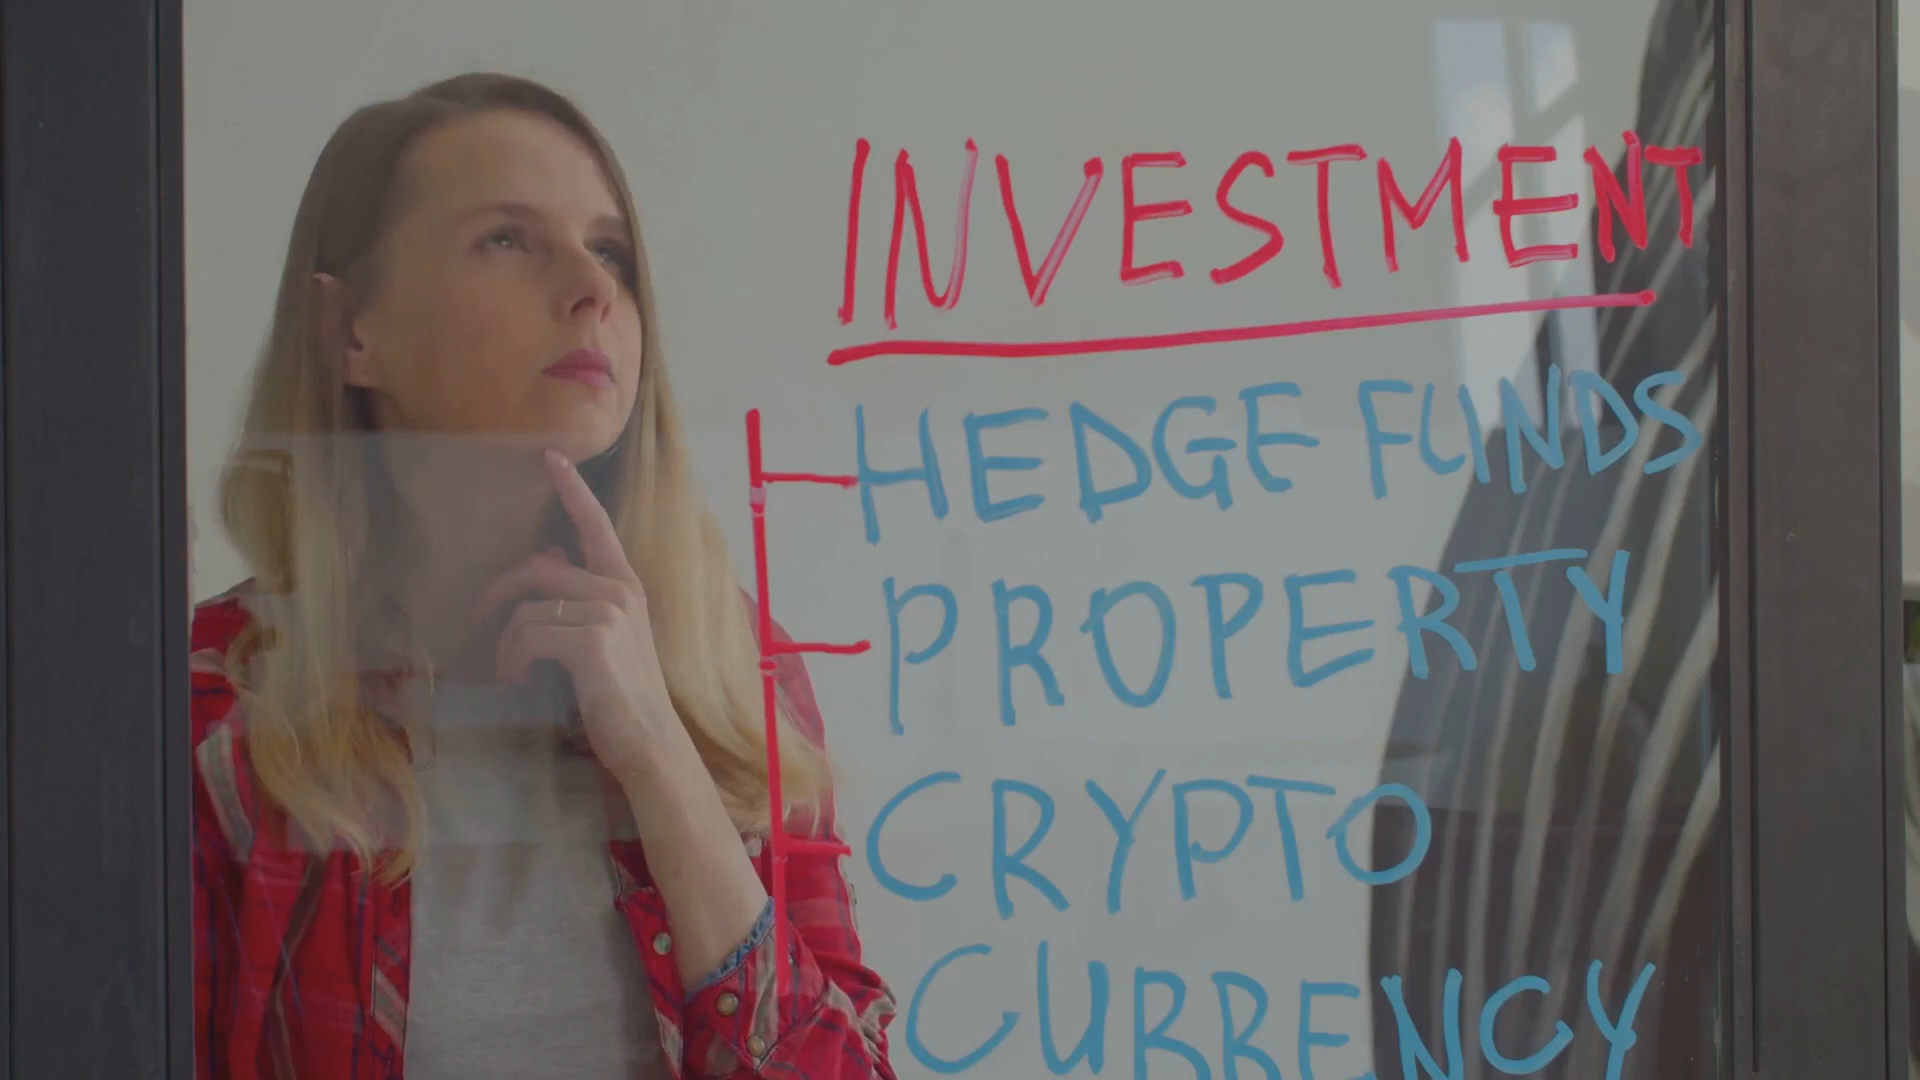 INVESTMENT
HEDGE FUNDS
PROPERTY
CRYPTO
CURRENCY